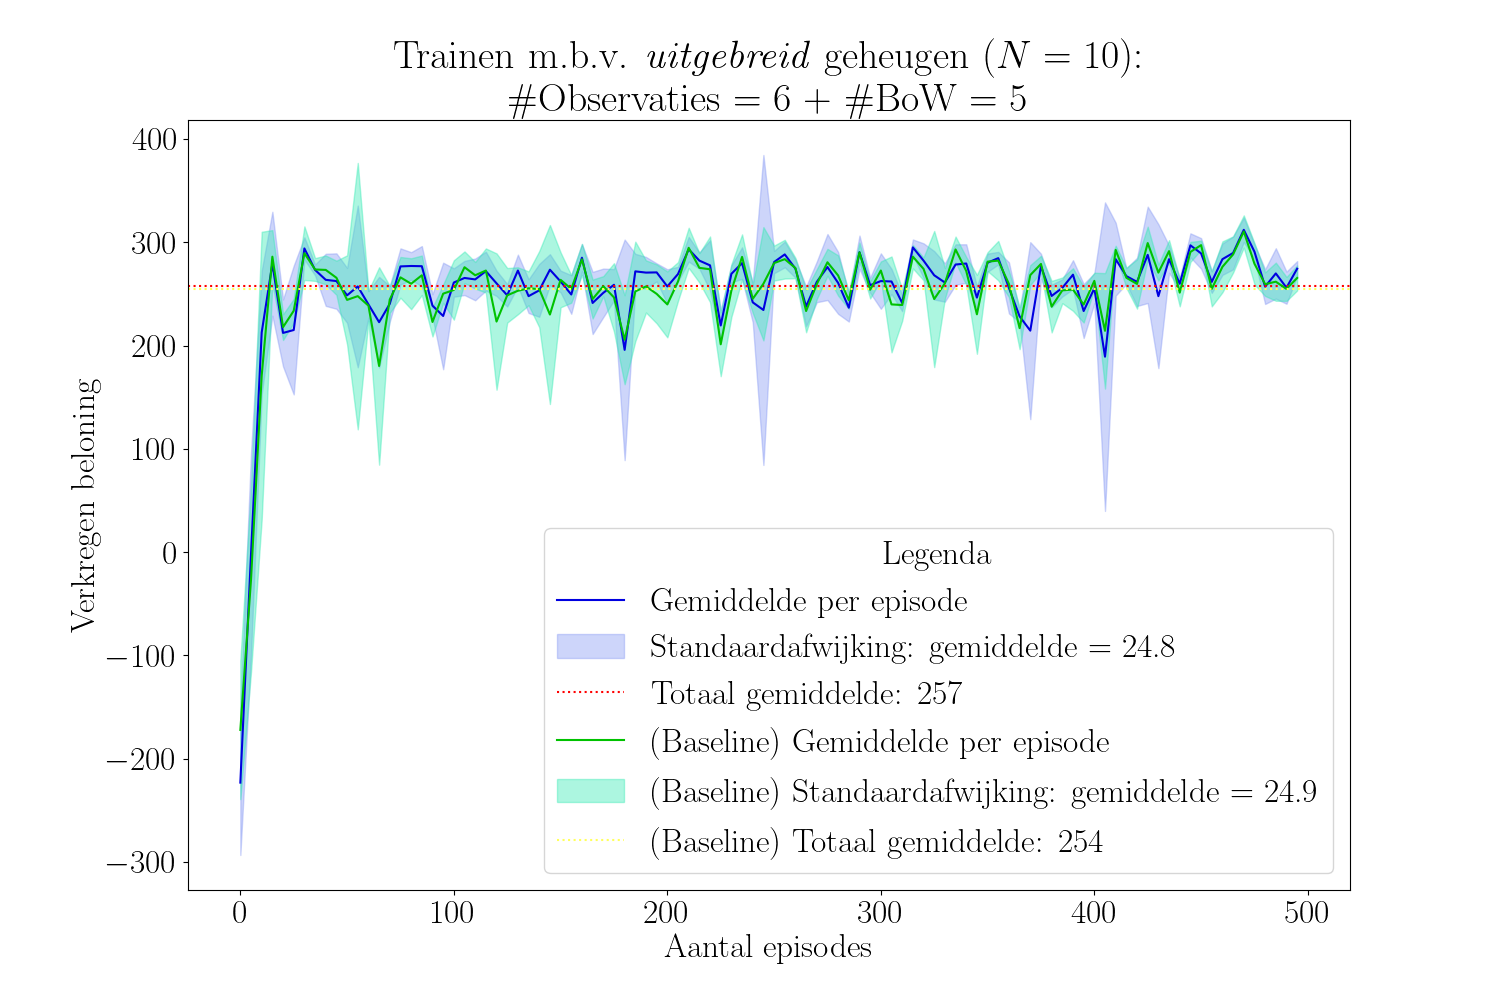 Trainen m.b.v. uitgebreid geheugen (N = 10):
#Observaties = 6 + #BoW = 5
400
300
200
100
0
−100
−200
−300
Verkregen beloning
0 100 200 300 400 500
Aantal episodes
Legenda
Gemiddelde per episode
Standaardafwijking: gemiddelde = 24.8
Totaal gemiddelde: 257
(Baseline) Gemiddelde per episode
(Baseline) Standaardafwijking: gemiddelde = 24.9
(Baseline) Totaal gemiddelde: 254